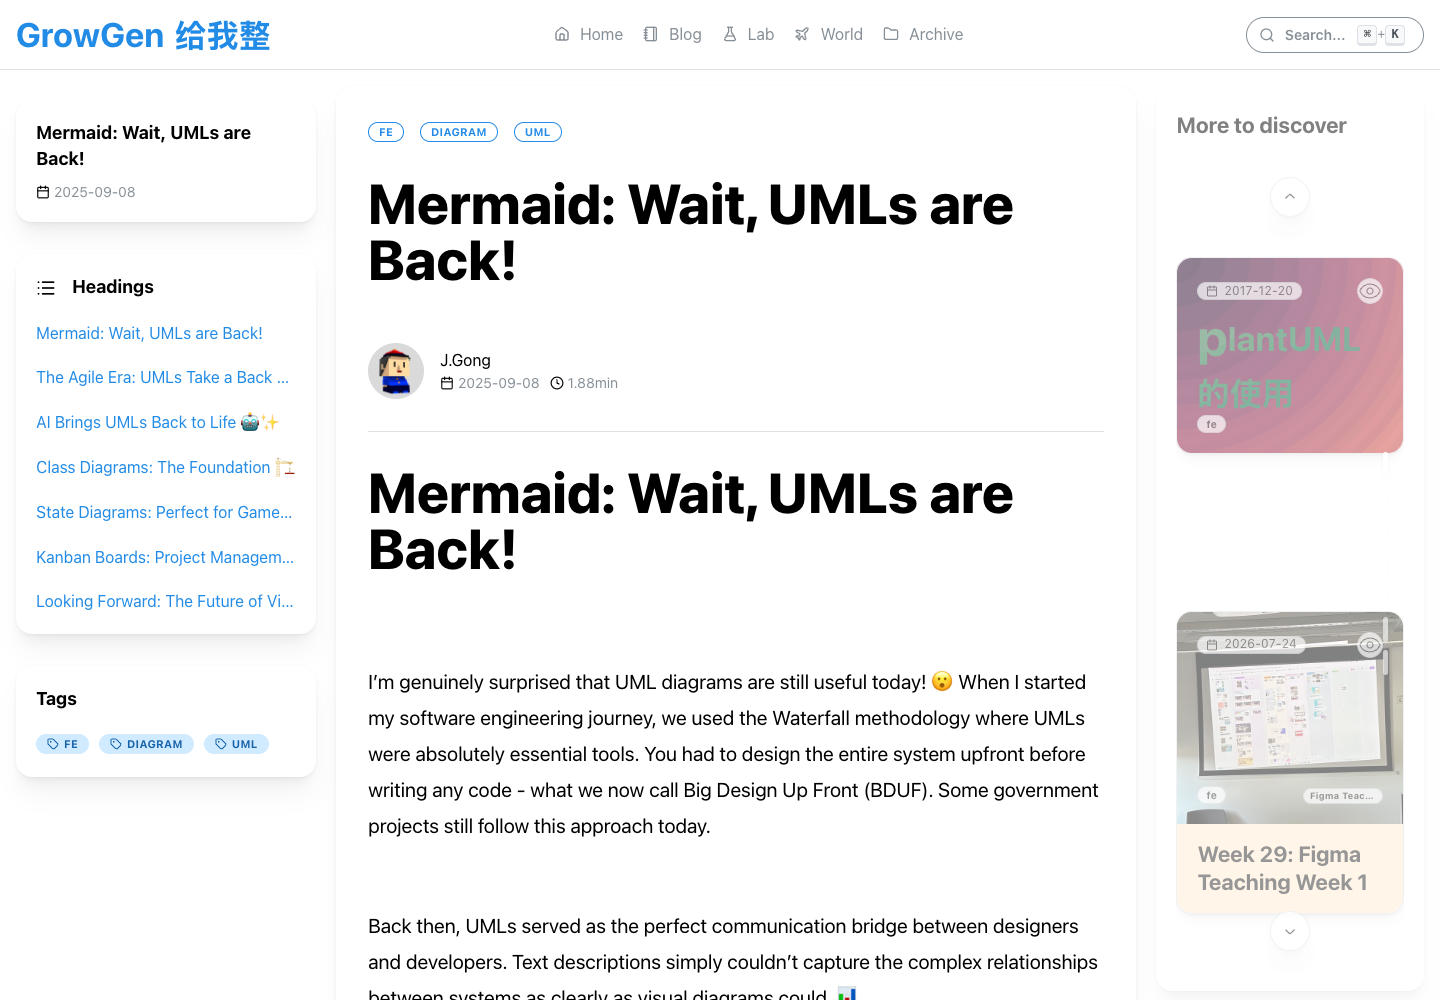 GrowGen 给我整
Home
Blog
Lab
World
Archive
Search...
⌘+K
Mermaid: Wait, UMLs are
Back!
2025-09-08
Headings
Mermaid: Wait, UMLs are Back!
The Agile Era: UMLs Take a Back ...
AI Brings UMLs Back to Life 🤖✨
Class Diagrams: The Foundation 🏗️
State Diagrams: Perfect for Game...
Kanban Boards: Project Managem...
Looking Forward: The Future of Vi...
Tags
FE
DIAGRAM
UML
FE
DIAGRAM
UML
Mermaid: Wait, UMLs are
Back!
J.Gong
2025-09-08
1.88min
Mermaid: Wait, UMLs are
Back!
I’m genuinely surprised that UML diagrams are still useful today! 😮 When I started
my software engineering journey, we used the Waterfall methodology where UMLs
were absolutely essential tools. You had to design the entire system upfront before
writing any code - what we now call Big Design Up Front (BDUF). Some government
projects still follow this approach today.
Back then, UMLs served as the perfect communication bridge between designers
and developers. Text descriptions simply couldn’t capture the complex relationships
between systems as clearly as visual diagrams could. 📊
More to discover
2017-12-20
plantUML
的使用
fe
2026-07-24
fe
Figma Teac...
Week 29: Figma
Teaching Week 1